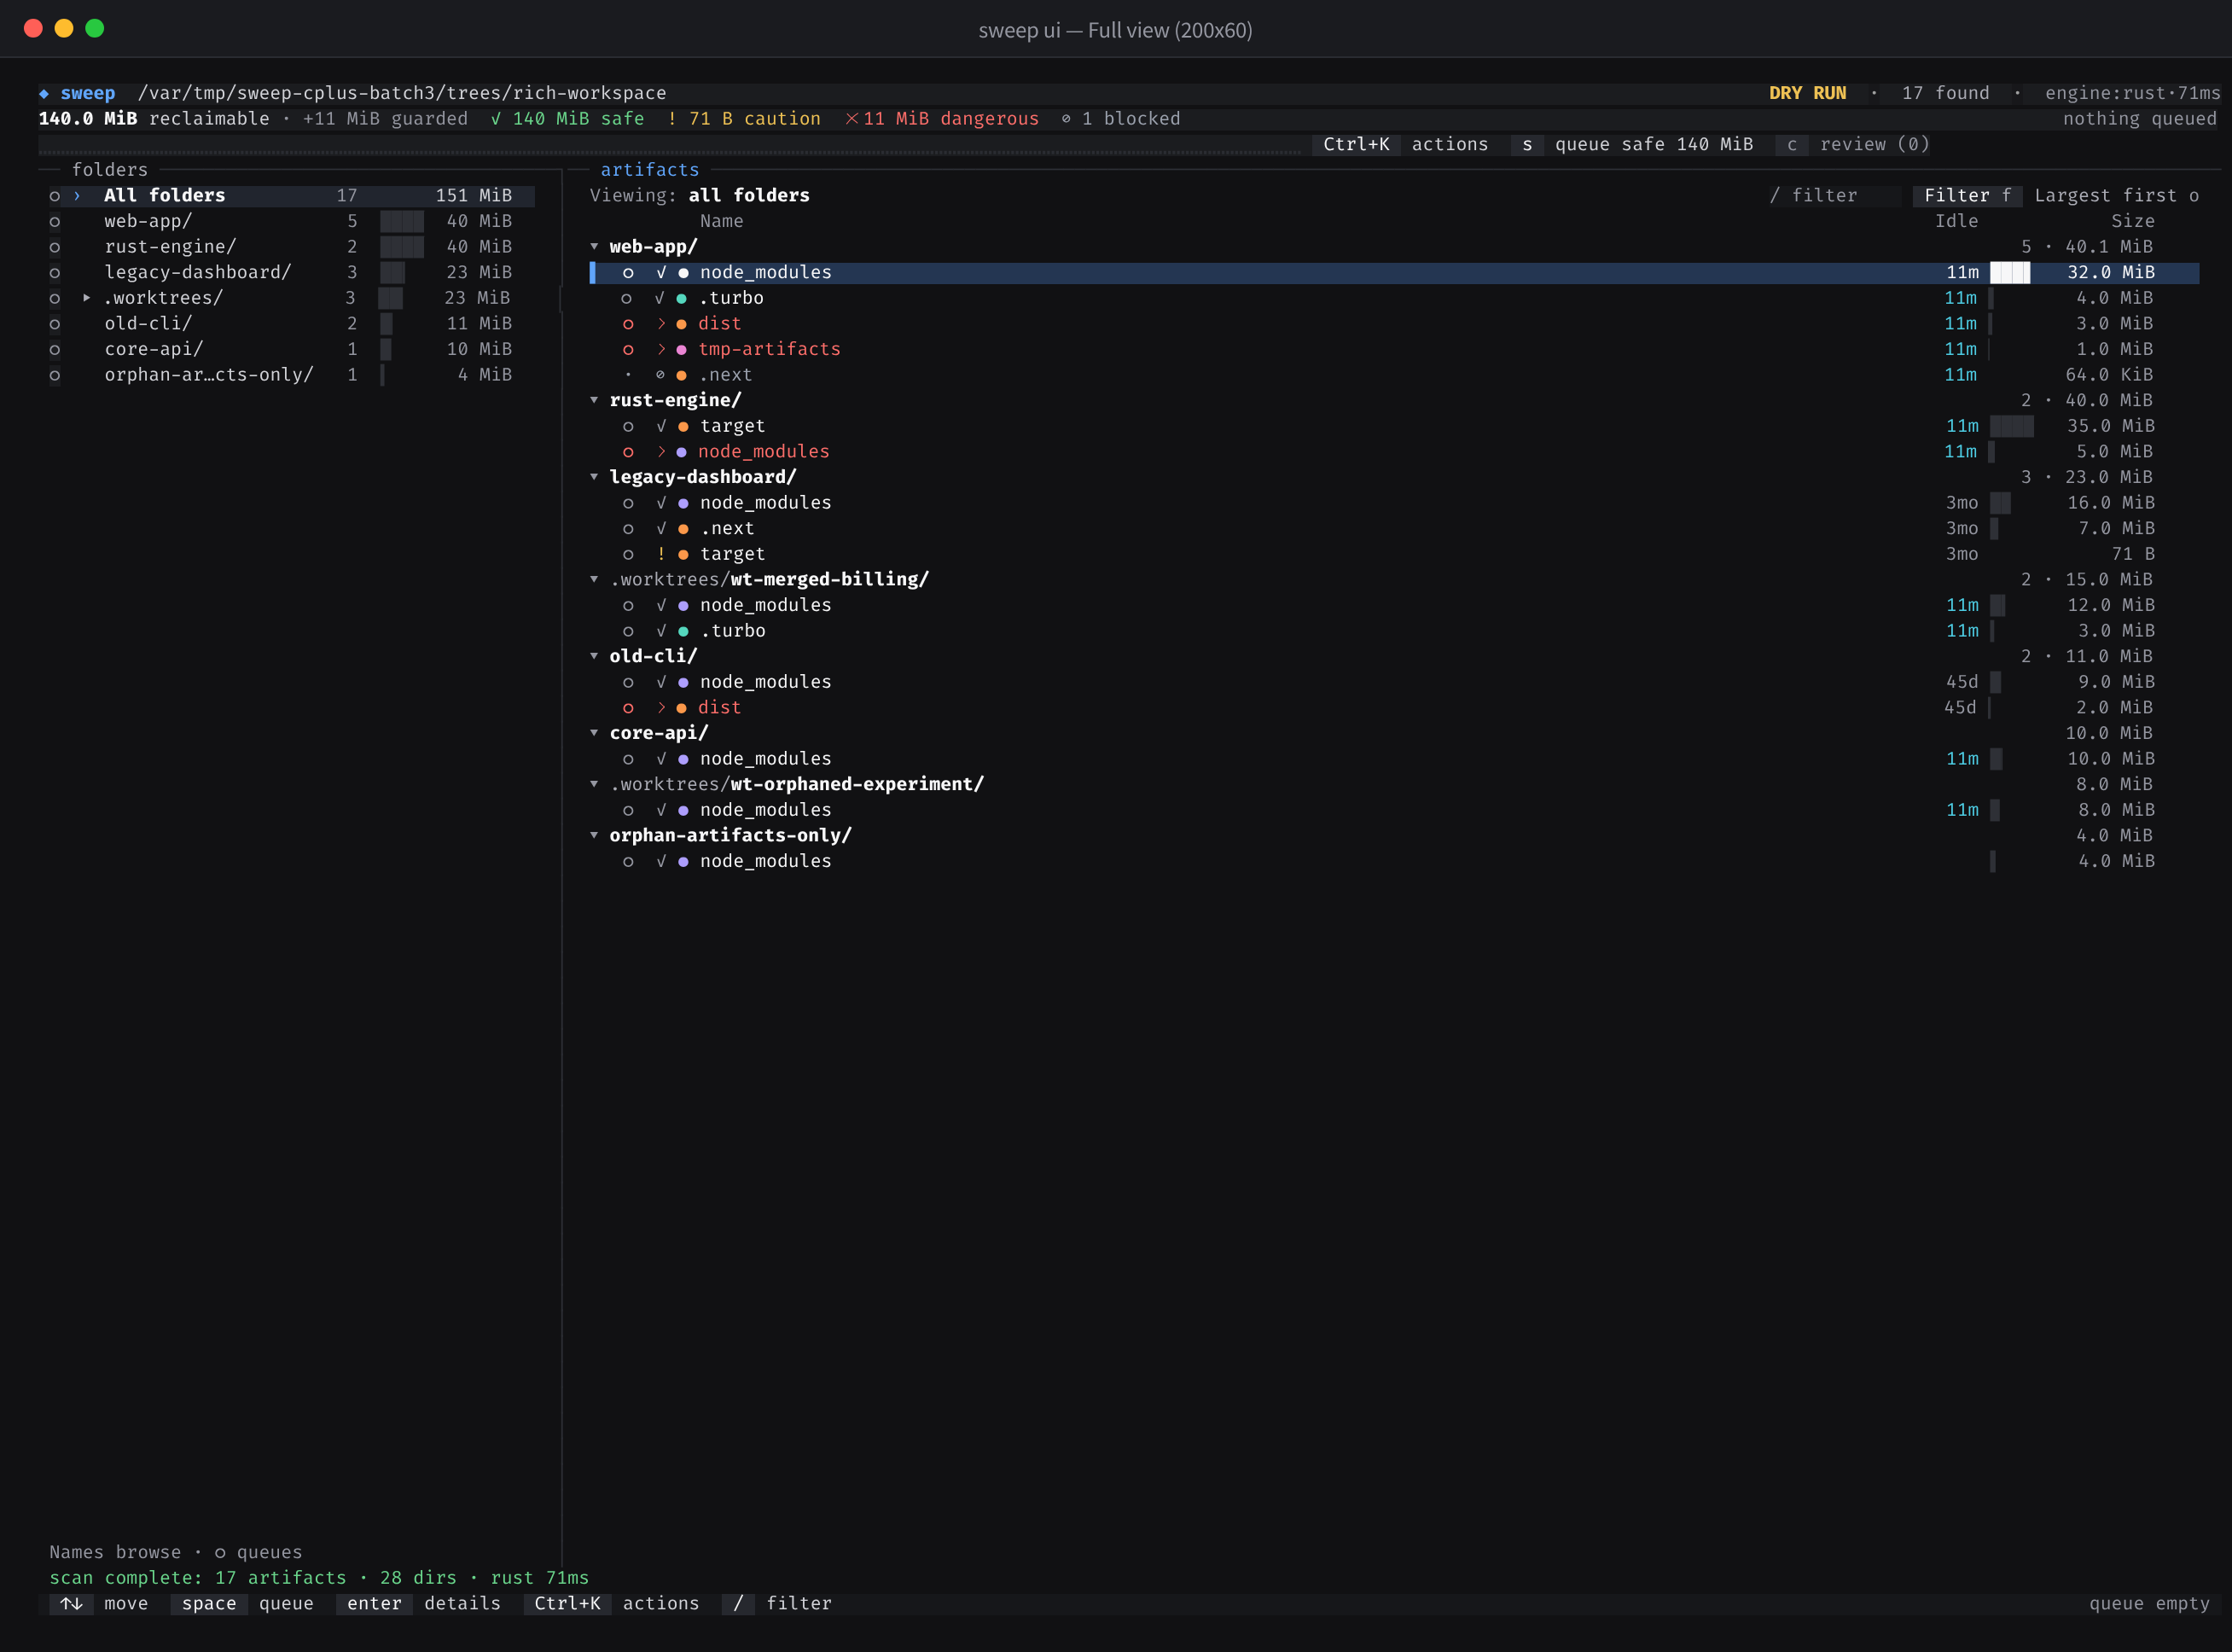 sweep ui — Full view (200x60)
◆ sweep /var/tmp/sweep-cplus-batch3/trees/rich-workspace DRY RUN · 17 found · engine:rust·71ms
140.0 MiB reclaimable · +11 MiB guarded √ 140 MiB safe ! 71 B caution ×11 MiB dangerous ⊘ 1 blocked nothing queued
Ctrl+K actions s queue safe 140 MiB c review (0)
folders
○ › All folders 17 151 MiB
○ web-app/ 5 40 MiB
○ rust-engine/ 2 40 MiB
○ legacy-dashboard/ 3 23 MiB
○ ▸ .worktrees/ 3 23 MiB
○ old-cli/ 2 11 MiB
○ core-api/ 1 10 MiB
○ orphan-ar…cts-only/ 1 4 MiB
artifacts
Viewing: all folders / filter Filter f Largest first o
Name Idle Size
▾ web-app/ 5 · 40.1 MiB
○ √ ● node_modules 11m 32.0 MiB
○ √ ● .turbo 11m 4.0 MiB
○ > ● dist 11m 3.0 MiB
○ > ● tmp-artifacts 11m 1.0 MiB
· ⊘ ● .next 11m 64.0 KiB
▾ rust-engine/ 2 · 40.0 MiB
○ √ ● target 11m 35.0 MiB
○ > ● node_modules 11m 5.0 MiB
▾ legacy-dashboard/ 3 · 23.0 MiB
○ √ ● node_modules 3mo 16.0 MiB
○ √ ● .next 3mo 7.0 MiB
○ ! ● target 3mo 71 B
▾ .worktrees/wt-merged-billing/ 2 · 15.0 MiB
○ √ ● node_modules 11m 12.0 MiB
○ √ ● .turbo 11m 3.0 MiB
▾ old-cli/ 2 · 11.0 MiB
○ √ ● node_modules 45d 9.0 MiB
○ > ● dist 45d 2.0 MiB
▾ core-api/ 10.0 MiB
○ √ ● node_modules 11m 10.0 MiB
▾ .worktrees/wt-orphaned-experiment/ 8.0 MiB
○ √ ● node_modules 11m 8.0 MiB
▾ orphan-artifacts-only/ 4.0 MiB
○ √ ● node_modules 4.0 MiB
Names browse · ○ queues
scan complete: 17 artifacts · 28 dirs · rust 71ms
↑↓ move space queue enter details Ctrl+K actions / filter queue empty